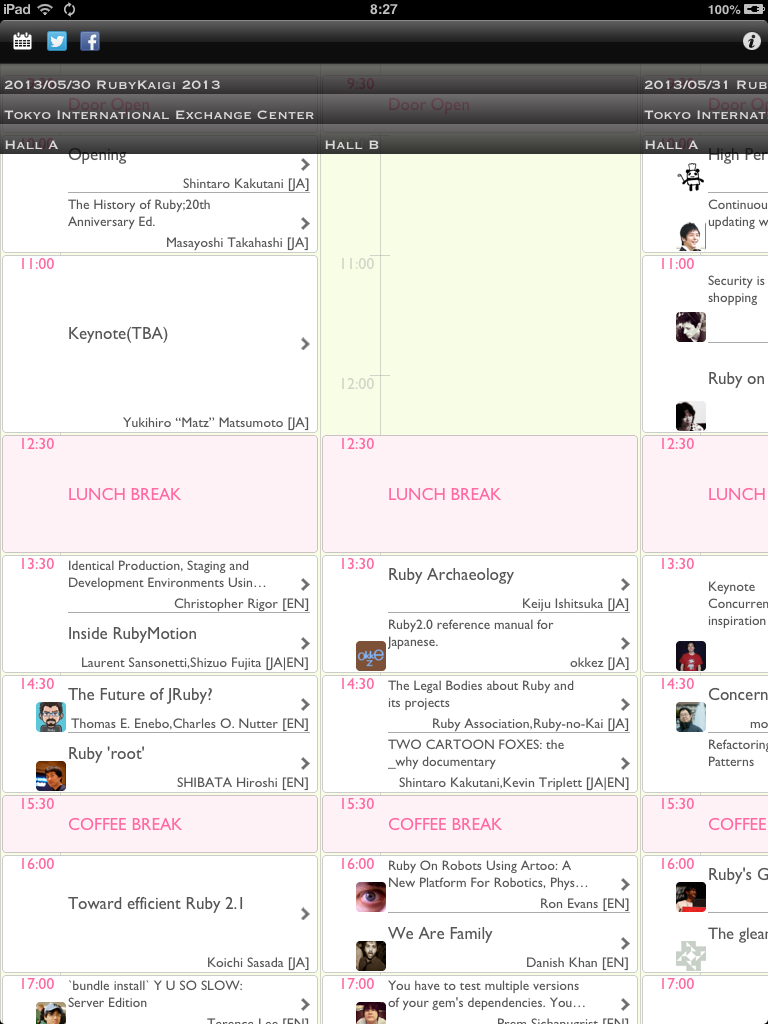 iPad
8:27
100%
2013/05/30 RubyKaigi 2013
Tokyo International Exchange Center
Hall A
Door Open
Opening
Shintaro Kakutani [JA]
The History of Ruby;20th
Anniversary Ed.
Masayoshi Takahashi [JA]
11:00
Keynote(TBA)
Yukihiro “Matz” Matsumoto [JA]
12:30
LUNCH BREAK
13:30
Identical Production, Staging and
Development Environments Usin...
Christopher Rigor [EN]
Inside RubyMotion
Laurent Sansonetti,Shizuo Fujita [JA|EN]
14:30
The Future of JRuby?
Thomas E. Enebo,Charles O. Nutter [EN]
Ruby 'root'
SHIBATA Hiroshi [EN]
15:30
COFFEE BREAK
16:00
Toward efficient Ruby 2.1
Koichi Sasada [JA]
17:00
`bundle install` Y U SO SLOW:
Server Edition
Terence Lee [EN]
9:30
Door Open
Hall B
11:00
12:00
12:30
LUNCH BREAK
13:30
Ruby Archaeology
Keiju Ishitsuka [JA]
Ruby2.0 reference manual for
Japanese.
okkez [JA]
14:30
The Legal Bodies about Ruby and
its projects
Ruby Association,Ruby-no-Kai [JA]
TWO CARTOON FOXES: the
_why documentary
Shintaro Kakutani,Kevin Triplett [JA|EN]
15:30
COFFEE BREAK
16:00
Ruby On Robots Using Artoo: A
New Platform For Robotics, Phys...
Ron Evans [EN]
We Are Family
Danish Khan [EN]
17:00
You have to test multiple versions
of your gem's dependencies. You...
Prem Sichanugrist [EN]
2013/05/31 Rub
Tokyo Internat
Hall A
Door Op
High Per
Continuou
updating w
11:00
Security is
shopping
Ruby on
12:30
LUNCH
13:30
Keynote
Concurren
inspiration
14:30
Concern
mo
Refactoring
Patterns
15:30
COFFEE
16:00
Ruby's G
The glean
17:00